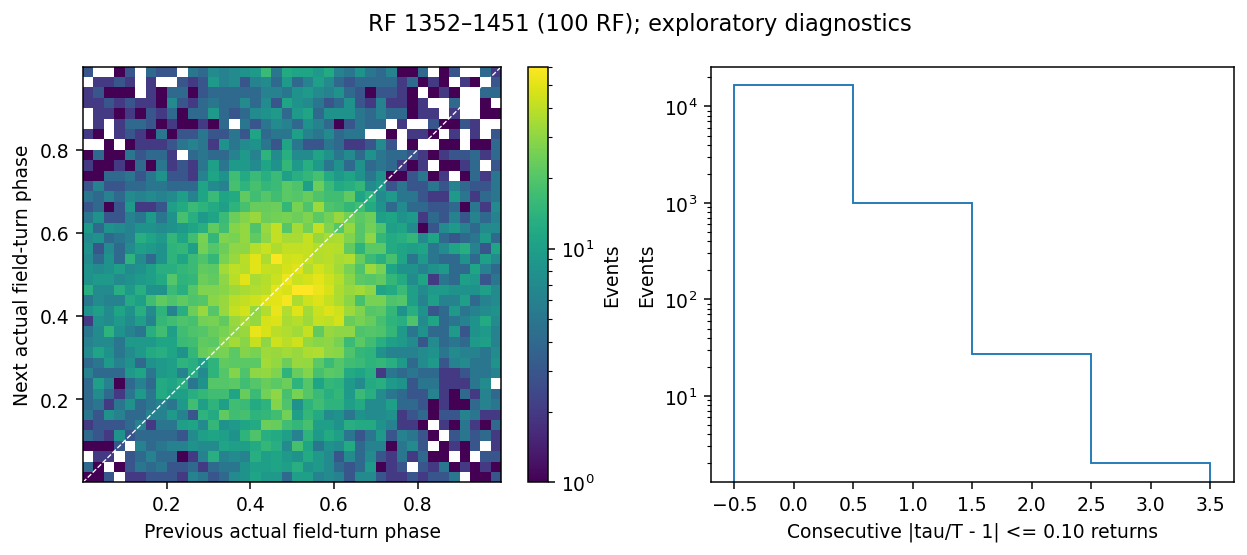 RF 1352–1451 (100 RF); exploratory diagnostics
Next actual field-turn phase
0.8
0.6
0.4
0.2
0.2 0.4 0.6 0.8
Previous actual field-turn phase
10¹
10⁰
Events
Events
10⁴
10³
10²
10¹
−0.5 0.0 0.5 1.0 1.5 2.0 2.5 3.0 3.5
Consecutive |tau/T - 1| <= 0.10 returns